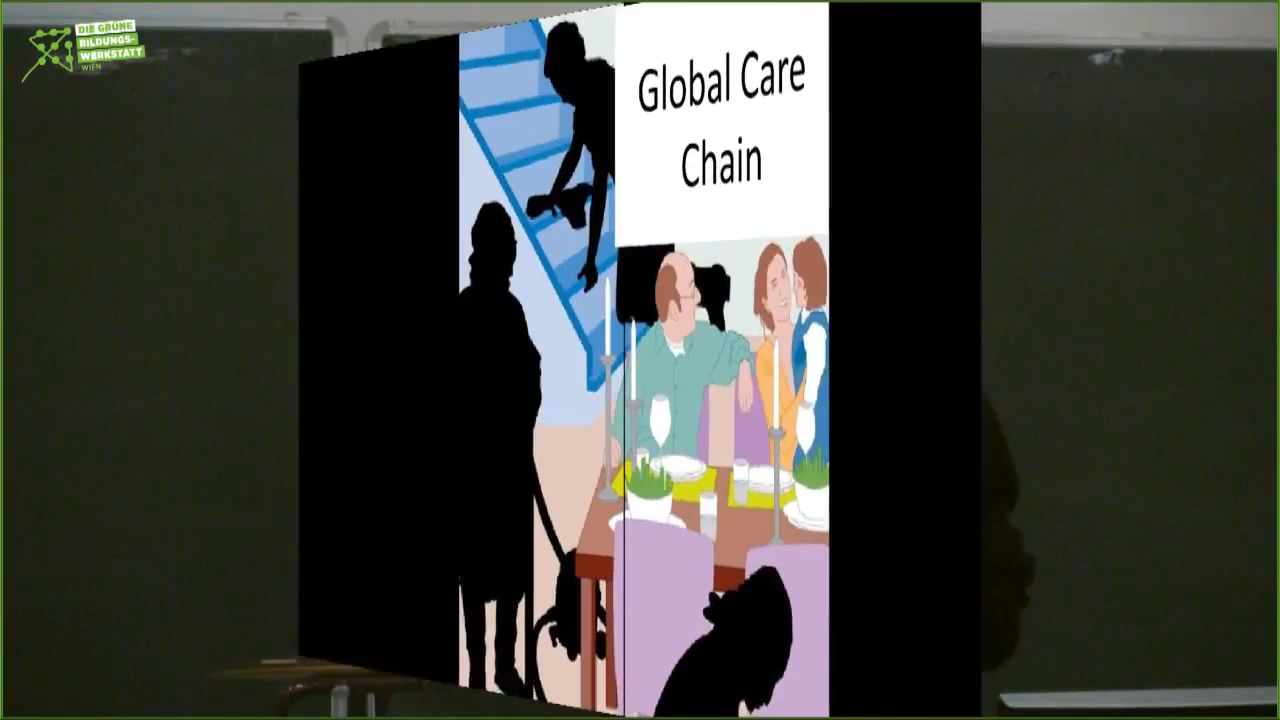 DIE GRÜNE
BILDUNGS-
WERKSTATT
WIEN
Global Care
Chain